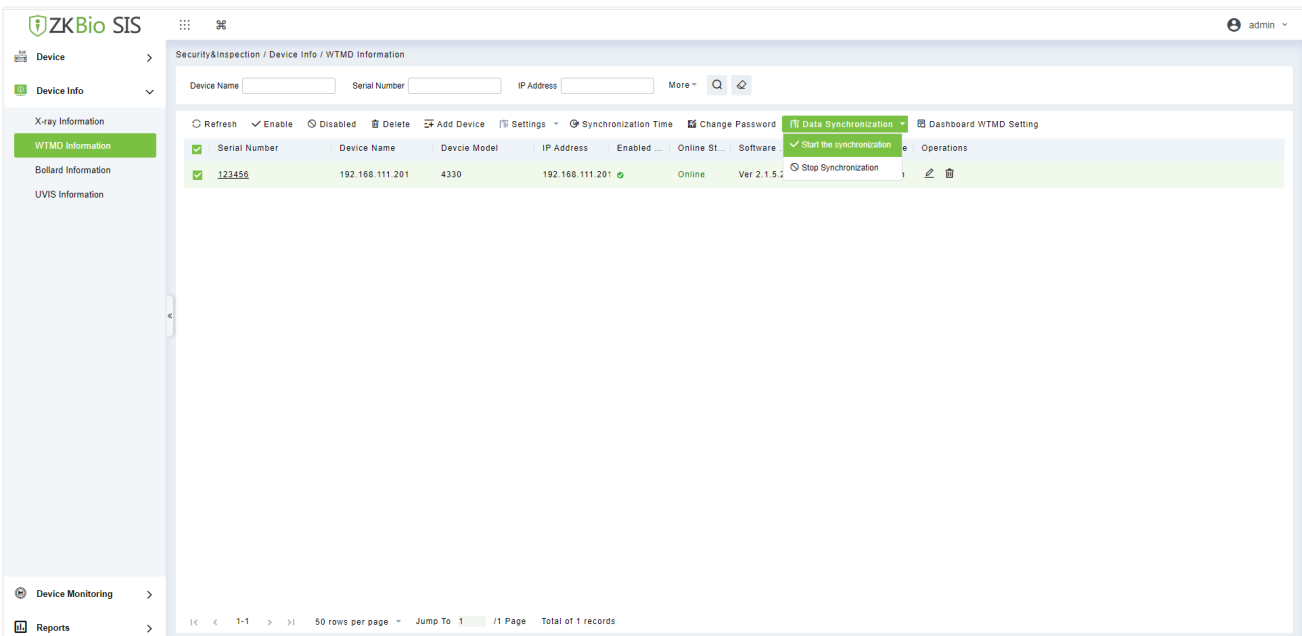 ZKBio SIS
admin
Device
Security&Inspection / Device Info / WTMD Information
Device Info
Device Name Serial Number IP Address More
X-ray Information
WTMD Information
Bollard Information
UVIS Information
Refresh Enable Disabled Delete Add Device Settings Synchronization Time Change Password Data Synchronization Dashboard WTMD Setting
Start the synchronization
Stop Synchronization
Serial Number Device Name Devcie Model IP Address Enabled ... Online St... Software Operations
123456 192.168.111.201 4330 192.168.111.201 Online Ver 2.1.5.2
«
Device Monitoring
Reports
1-1 50 rows per page Jump To 1 /1 Page Total of 1 records